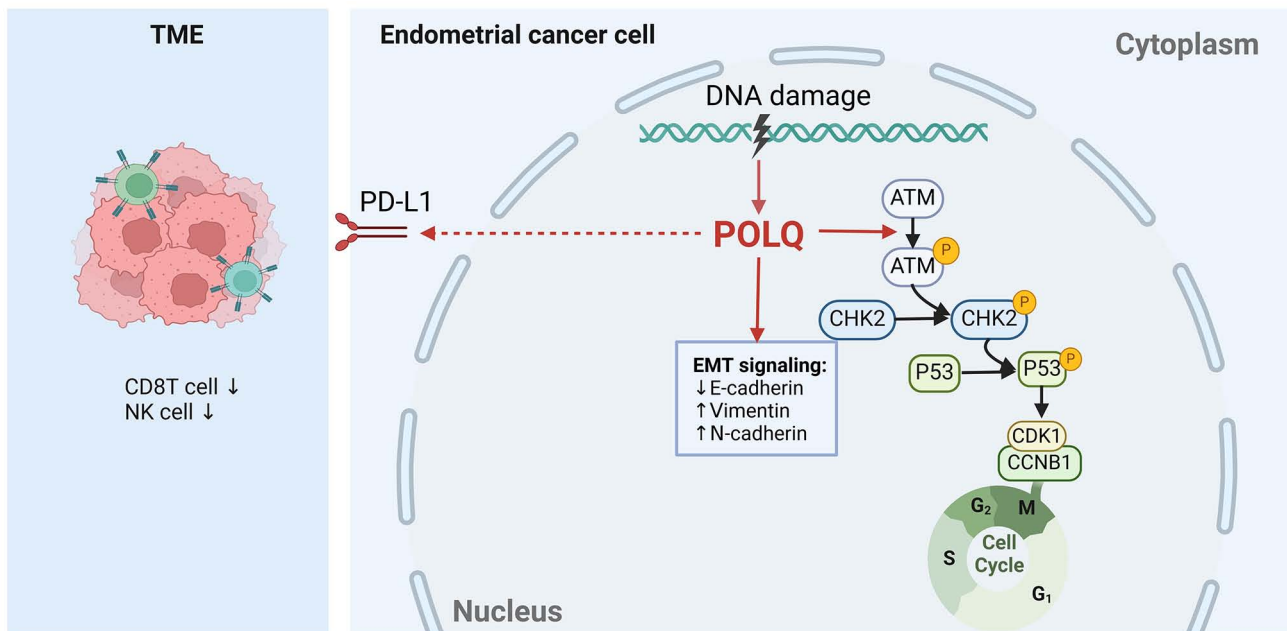 TME
CD8T cell ↓
NK cell ↓
Endometrial cancer cell
Cytoplasm
DNA damage
PD-L1
POLQ
ATM
P
ATM
CHK2
CHK2
P
P53
P53
P
EMT signaling:
↓E-cadherin
↑Vimentin
↑N-cadherin
CDK1
CCNB1
G₂
M
S
Cell
Cycle
G₁
Nucleus